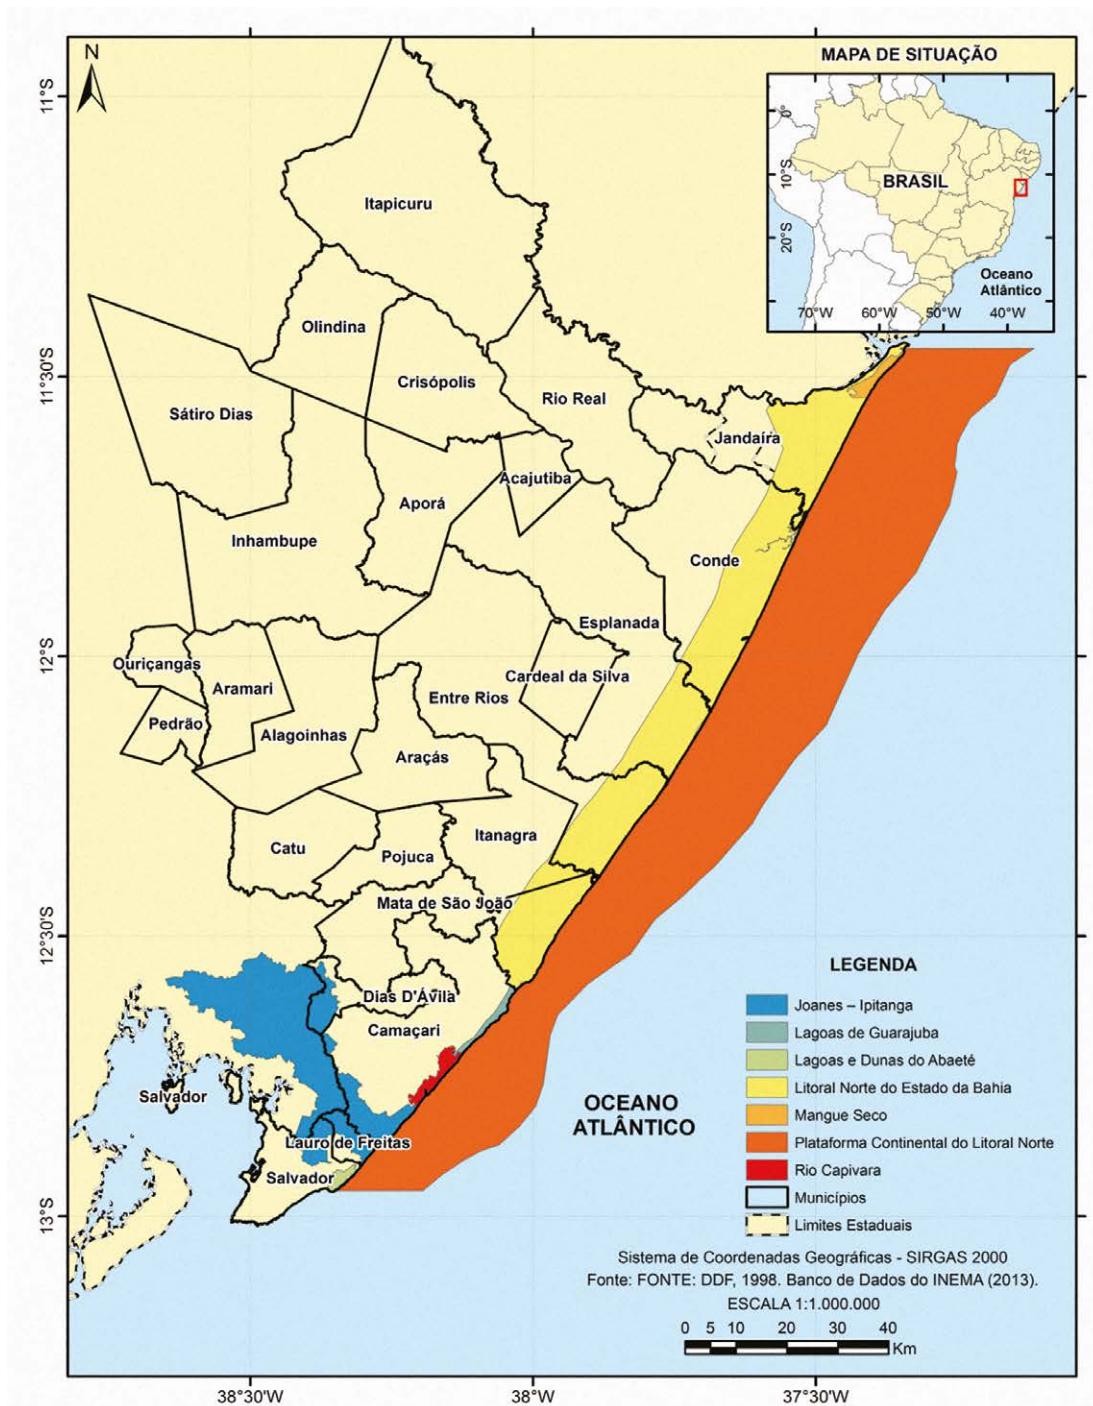 N
MAPA DE SITUAÇÃO
BRASIL
Oceano
Atlântico
0°
10°S
20°S
70°W
60°W
50°W
40°W
11°S
11°30'S
12°S
12°30'S
13°S
Itapicuru
Olindina
Crisópolis
Rio Real
Sátiro Dias
Jandaíra
Acajutiba
Aporá
Inhambupe
Conde
Esplanada
Ouriçangas
Aramari
Cardeal da Silva
Entre Rios
Pedrão
Alagoinhas
Araçás
Itanagra
Catu
Pojuca
Mata de São João
Dias D'Ávila
Camaçari
Salvador
Lauro de Freitas
Salvador
OCEANO
ATLÂNTICO
LEGENDA
Joanes – Ipitanga
Lagoas de Guarajuba
Lagoas e Dunas do Abaeté
Litoral Norte do Estado da Bahia
Mangue Seco
Plataforma Continental do Litoral Norte
Rio Capivara
Municípios
Limites Estaduais
Sistema de Coordenadas Geográficas - SIRGAS 2000
Fonte: FONTE: DDF, 1998. Banco de Dados do INEMA (2013).
ESCALA 1:1.000.000
0 5 10 20 30 40
Km
38°30'W
38°W
37°30'W